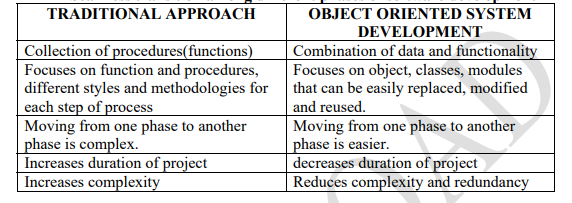 TRADITIONAL APPROACH
OBJECT ORIENTED SYSTEM
DEVELOPMENT
Collection of procedures(functions)
Combination of data and functionality
Focuses on function and procedures,
different styles and methodologies for
each step of process
Focuses on object, classes, modules
that can be easily replaced, modified
and reused.
Moving from one phase to another
phase is complex.
Moving from one phase to another
phase is easier.
Increases duration of project
decreases duration of project
Increases complexity
Reduces complexity and redundancy
OAD